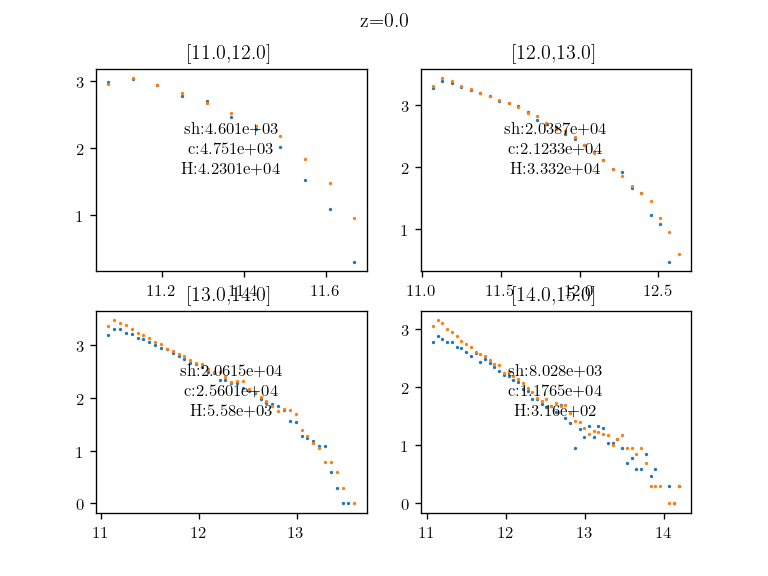 z=0.0
[11.0,12.0]
3
2
1
sh:4.601e+03
c:4.751e+03
H:4.2301e+04
11.2 11.4 11.6
[12.0,13.0]
3
2
1
sh:2.0387e+04
c:2.1233e+04
H:3.332e+04
11.0 11.5 12.0 12.5
[13.0,14.0]
3
2
1
0
sh:2.0615e+04
c:2.5601e+04
H:5.58e+03
11 12 13
[14.0,15.0]
3
2
1
0
sh:8.028e+03
c:1.1765e+04
H:3.16e+02
11 12 13 14